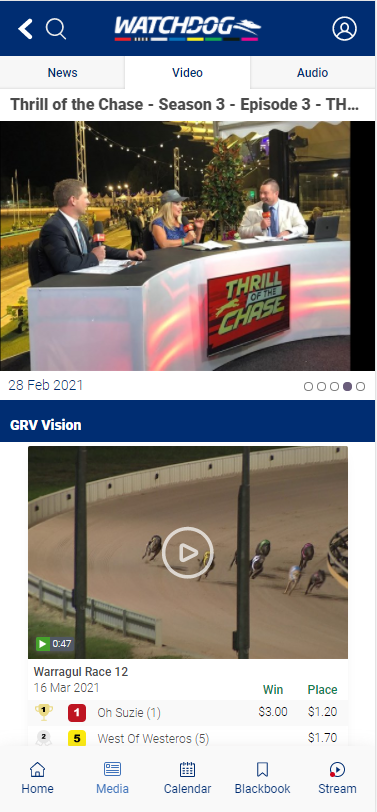 WATCHDOG
News Video Audio
Thrill of the Chase - Season 3 - Episode 3 - TH...
THRILL
OF THE
CHASE
28 Feb 2021
GRV Vision
0:47
Warragul Race 12
16 Mar 2021 Win Place
1 1 Oh Suzie (1) $3.00 $1.20
2 5 West Of Westeros (5) $1.70
Home Media Calendar Blackbook Stream